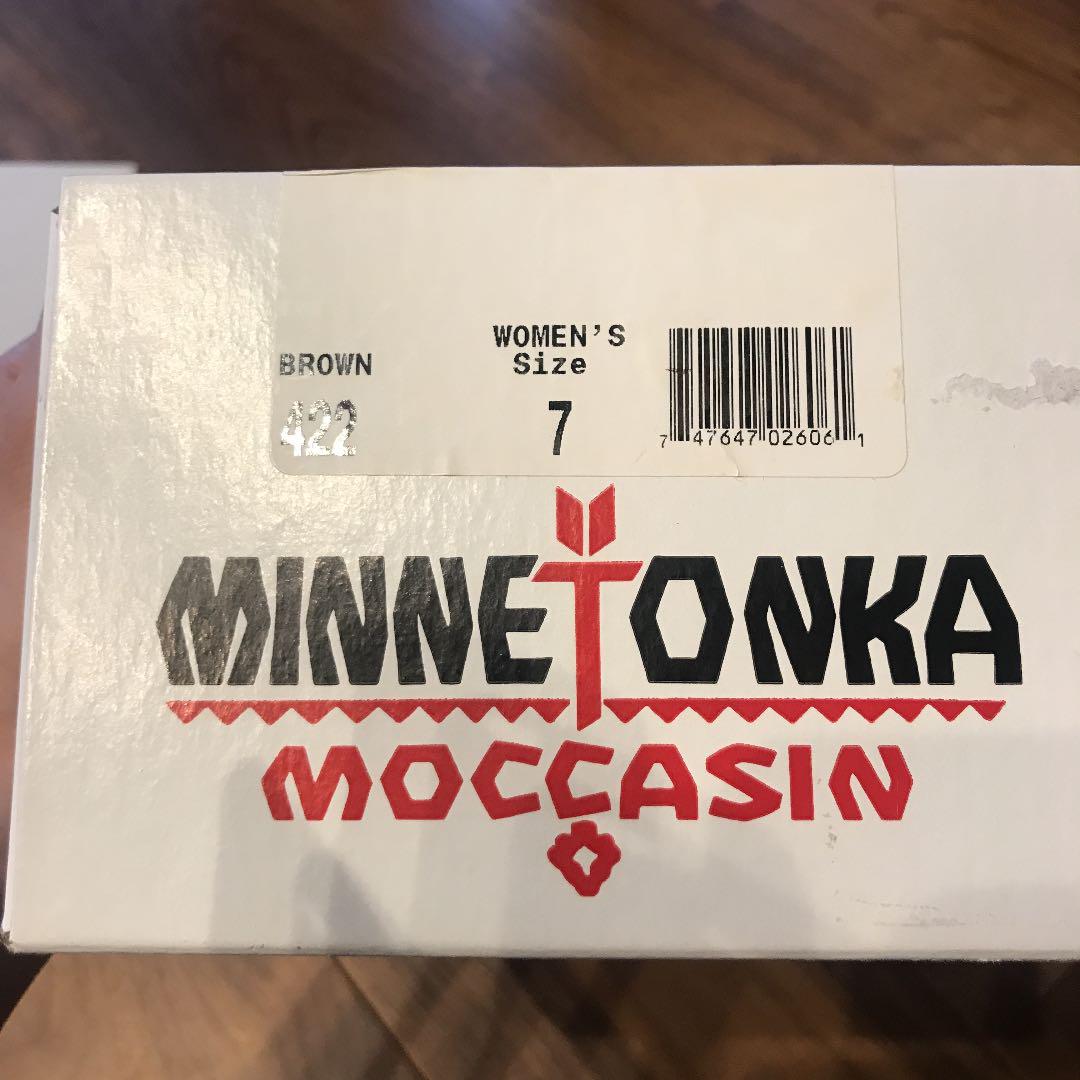 WOMEN'S
BROWN Size
422 7
7 47647 02606 1
MINNETONKA
MOCCASIN